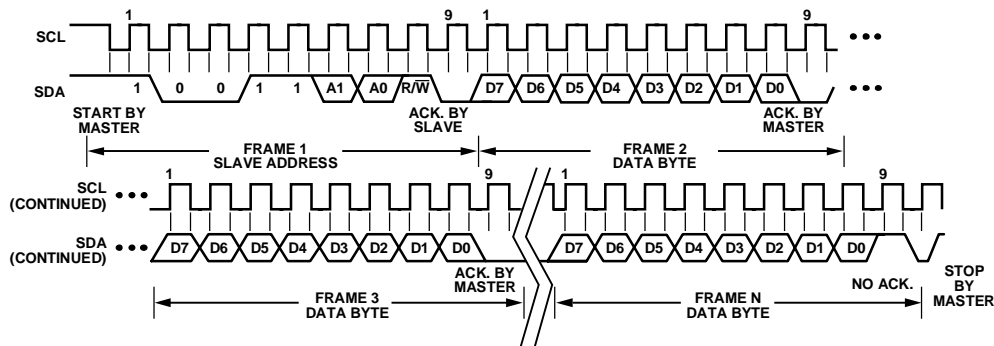 1 9 1 9
SCL
SDA 1 0 0 1 1 A1 A0 R/W̅ D7 D6 D5 D4 D3 D2 D1 D0
START BY MASTER
ACK. BY SLAVE
ACK. BY MASTER
FRAME 1 SLAVE ADDRESS
FRAME 2 DATA BYTE
1 9 1 9
SCL (CONTINUED)
SDA (CONTINUED) D7 D6 D5 D4 D3 D2 D1 D0 D7 D6 D5 D4 D3 D2 D1 D0
ACK. BY MASTER
NO ACK.
STOP BY MASTER
FRAME 3 DATA BYTE
FRAME N DATA BYTE